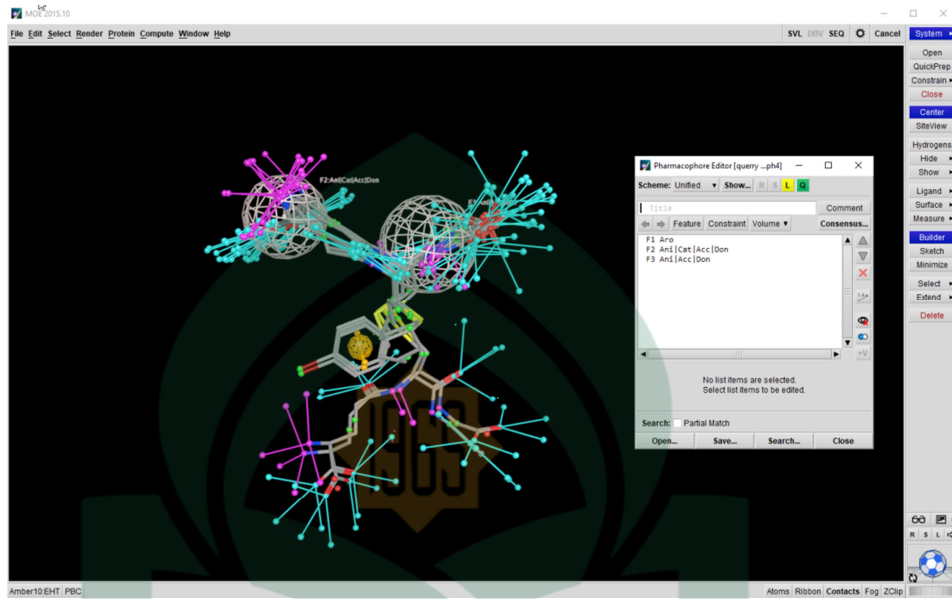 MOE 2015.10
File Edit Select Render Protein Compute Window Help
SVL DBV SEQ Cancel
System
Open
QuickPrep
Constrain
Close
Center
SiteView
Hydrogens
Hide
Show
Ligand
Surface
Measure
Builder
Sketch
Minimize
Select
Extend
Delete
R S L
F2:Ani|Cat|Acc|Don
Pharmacophore Editor [querry ...ph4]
Scheme: Unified Show... R S L Q
Title Comment
Feature Constraint Volume Consensus...
F1 Aro
F2 Ani|Cat|Acc|Don
F3 Ani|Acc|Don
+V
No list items are selected.
Select list items to be edited.
Search: Partial Match
Open... Save... Search... Close
1969
Amber10:EHT PBC
Atoms Ribbon Contacts Fog ZClip